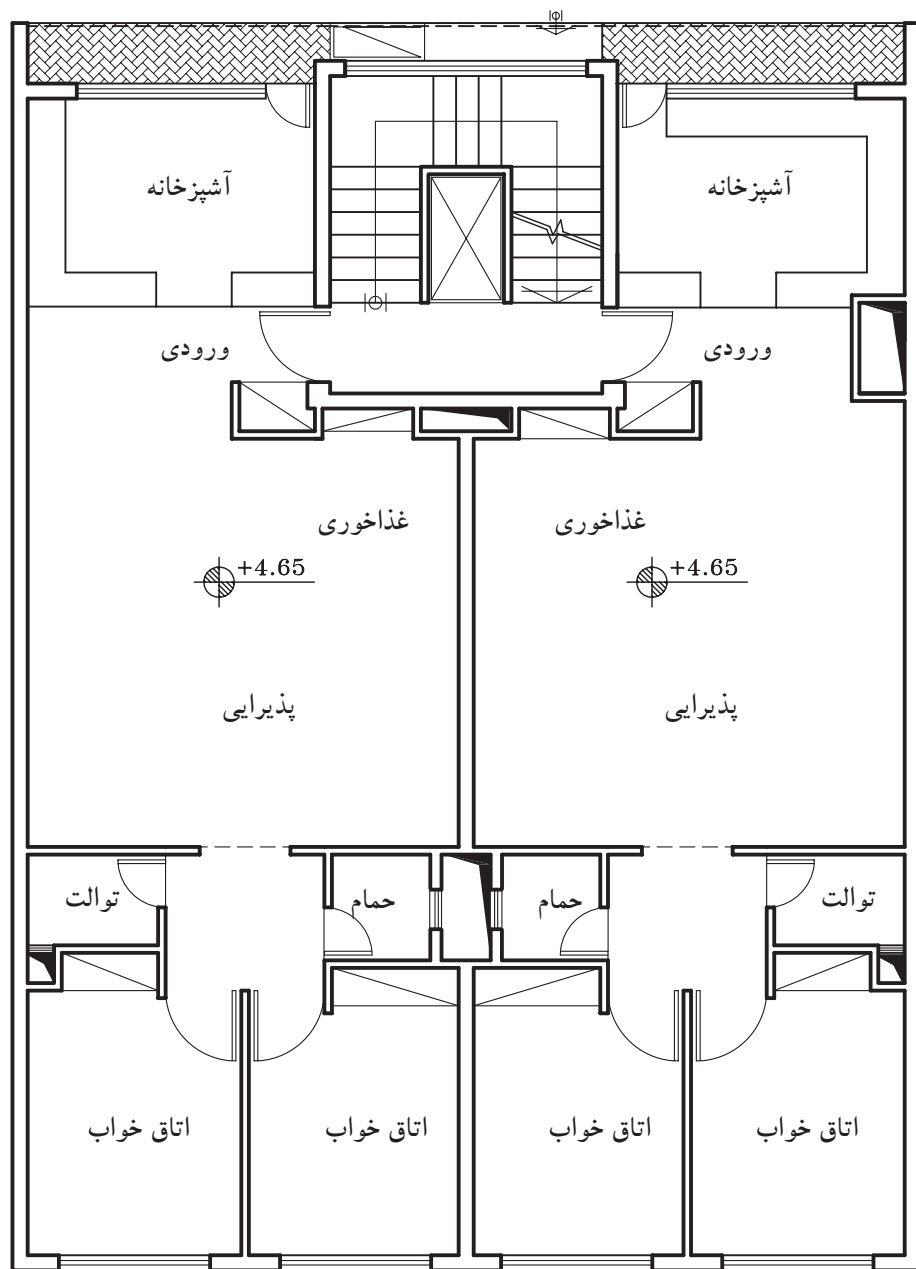 آشپزخانه
آشپزخانه
ورودی
ورودی
غذاخوری
غذاخوری
+4.65
+4.65
پذیرایی
پذیرایی
توالت
حمام
حمام
توالت
اتاق خواب
اتاق خواب
اتاق خواب
اتاق خواب